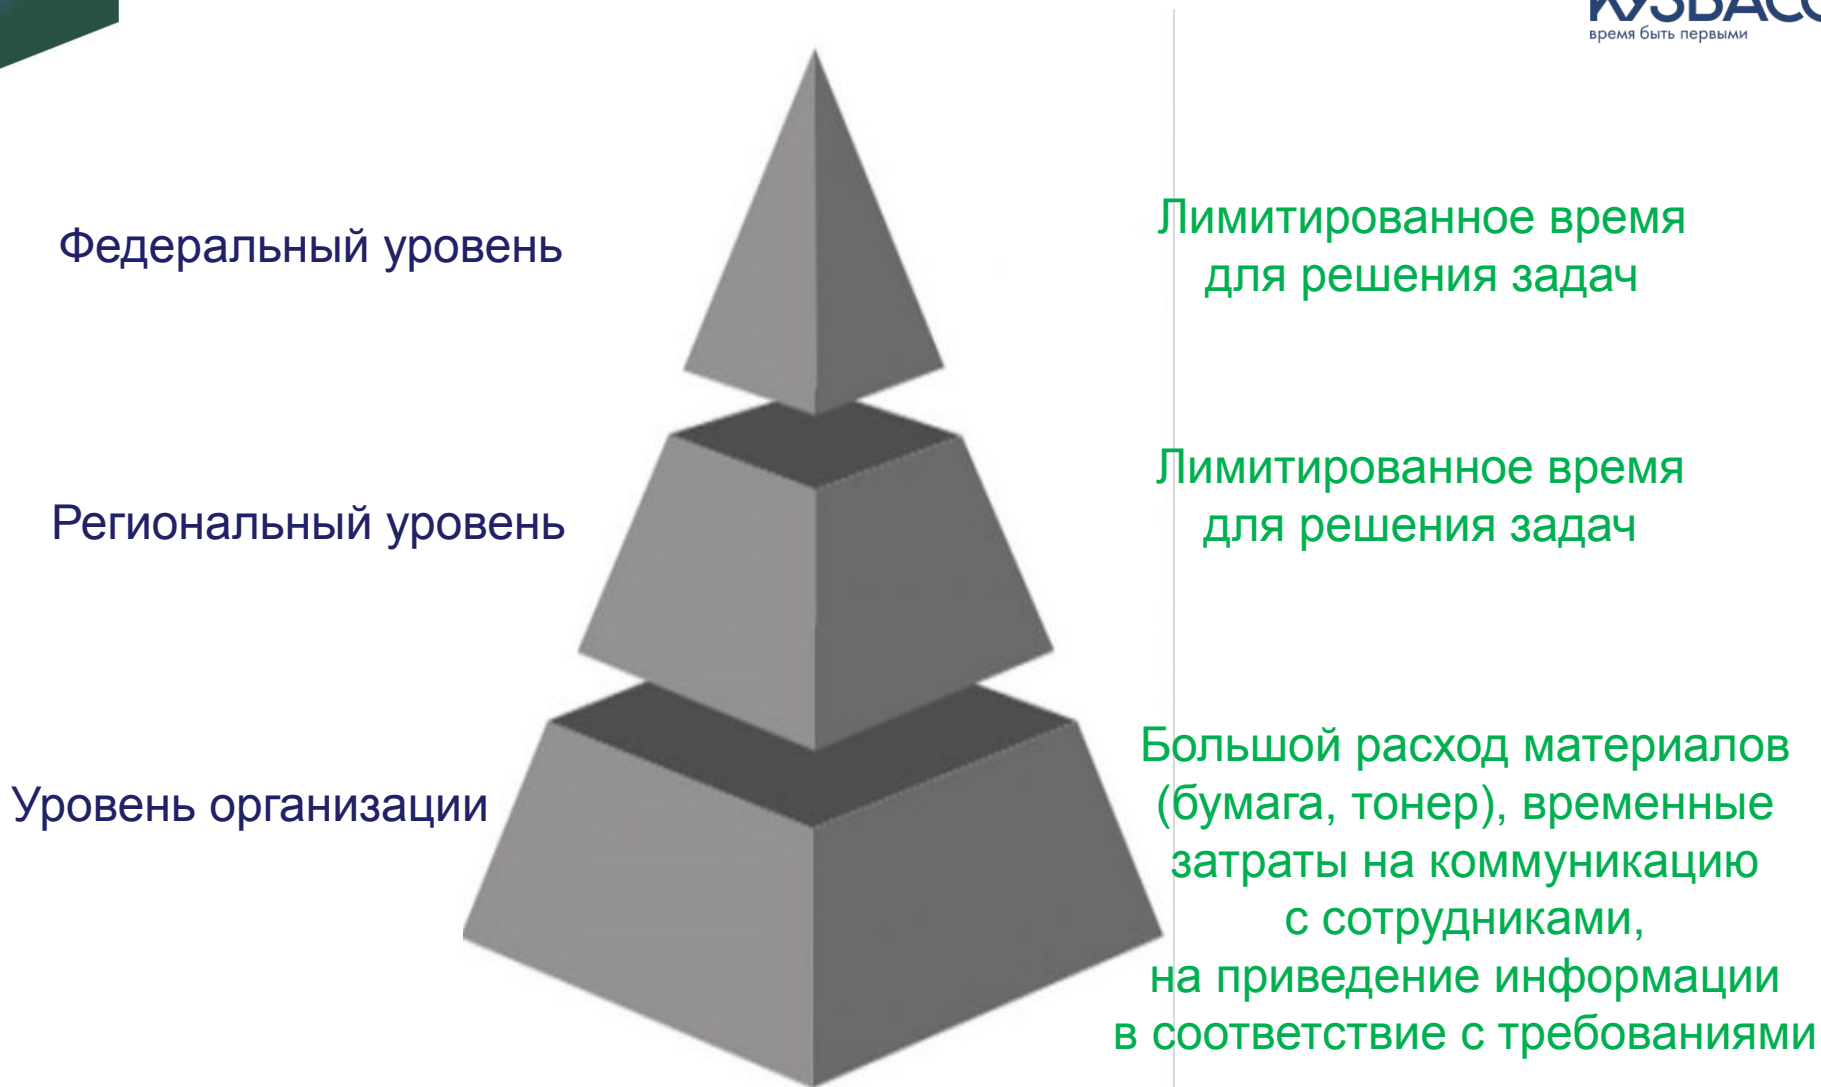 КУЗБАСС
время быть первыми
Федеральный уровень
Лимитированное время
для решения задач
Региональный уровень
Лимитированное время
для решения задач
Уровень организации
Большой расход материалов
(бумага, тонер), временные
затраты на коммуникацию
с сотрудниками,
на приведение информации
в соответствие с требованиями